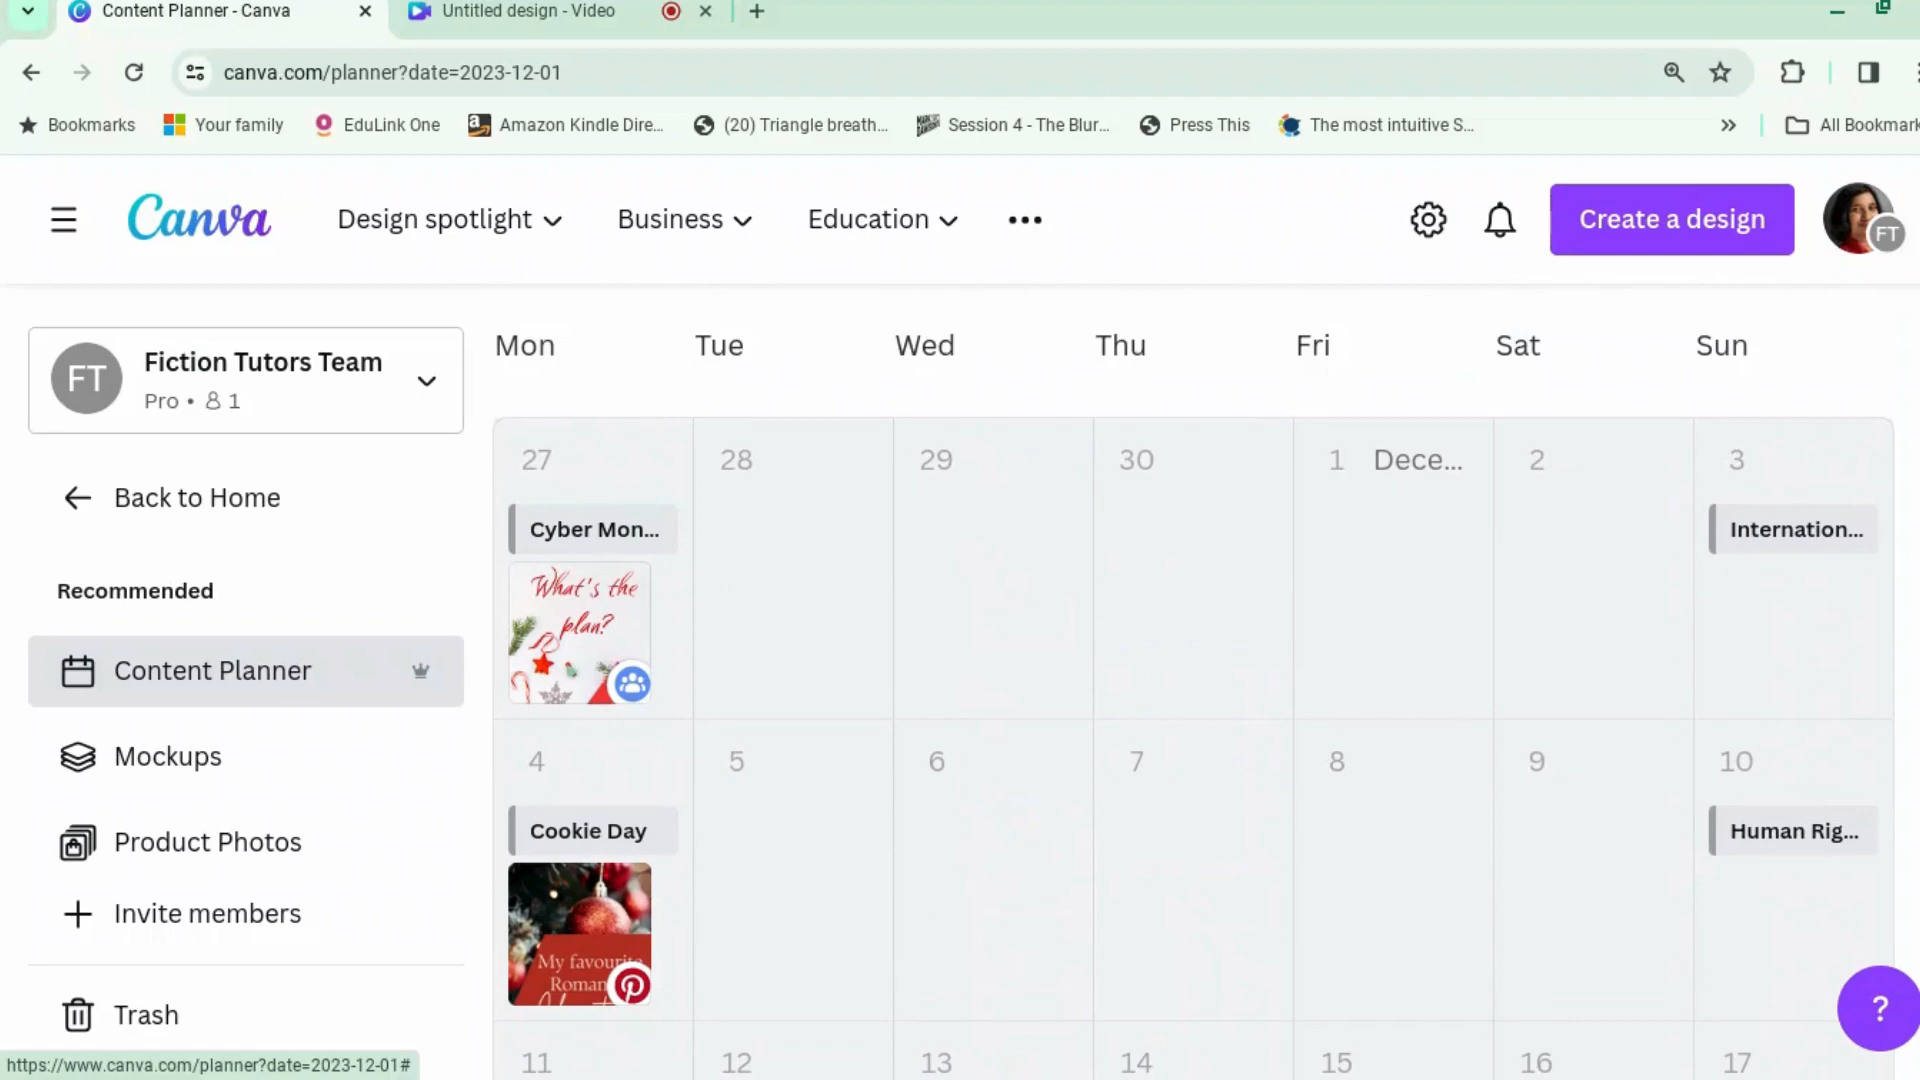 Content Planner - Canva
Untitled design - Video
canva.com/planner?date=2023-12-01
Bookmarks
Your family
EduLink One
Amazon Kindle Dire...
(20) Triangle breath...
Session 4 - The Blur...
Press This
The most intuitive S...
All Bookmark
Canva
Design spotlight
Business
Education
Create a design
FT
FT
Fiction Tutors Team
Pro • 1
Back to Home
Recommended
Content Planner
Mockups
Product Photos
Invite members
Trash
https://www.canva.com/planner?date=2023-12-01#
Mon Tue Wed Thu Fri Sat Sun
27 28 29 30 1 Dece... 2 3
Cyber Mon...
Internation...
What's the
plan?
4 5 6 7 8 9 10
Cookie Day
Human Rig...
My favourite
Roman
11 12 13 14 15 16 17
?